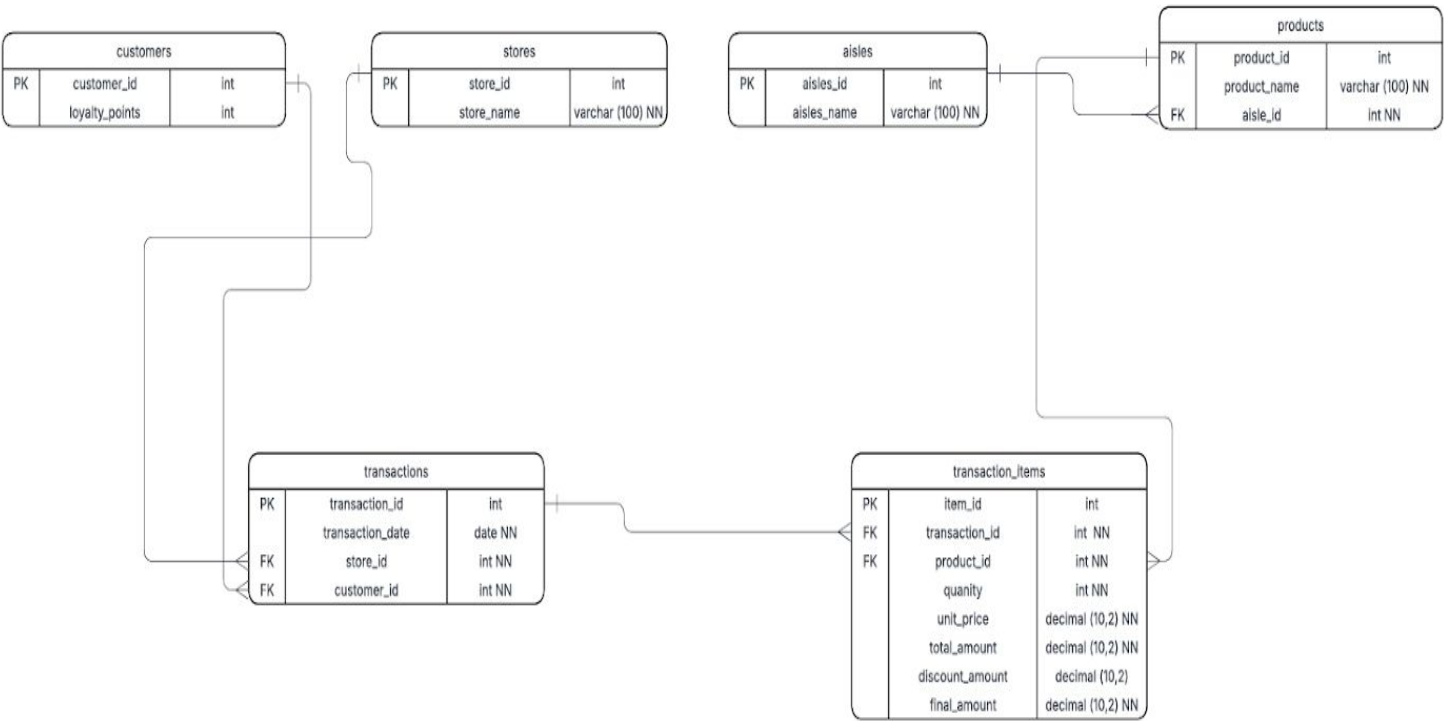 customers
PK customer_id int
loyalty_points int
stores
PK store_id int
store_name varchar (100) NN
aisles
PK aisles_id int
aisles_name varchar (100) NN
products
PK product_id int
product_name varchar (100) NN
FK aisle_id int NN
transactions
PK transaction_id int
transaction_date date NN
FK store_id int NN
FK customer_id int NN
transaction_items
PK item_id int
FK transaction_id int NN
FK product_id int NN
quanity int NN
unit_price decimal (10,2) NN
total_amount decimal (10,2) NN
discount_amount decimal (10,2)
final_amount decimal (10,2) NN